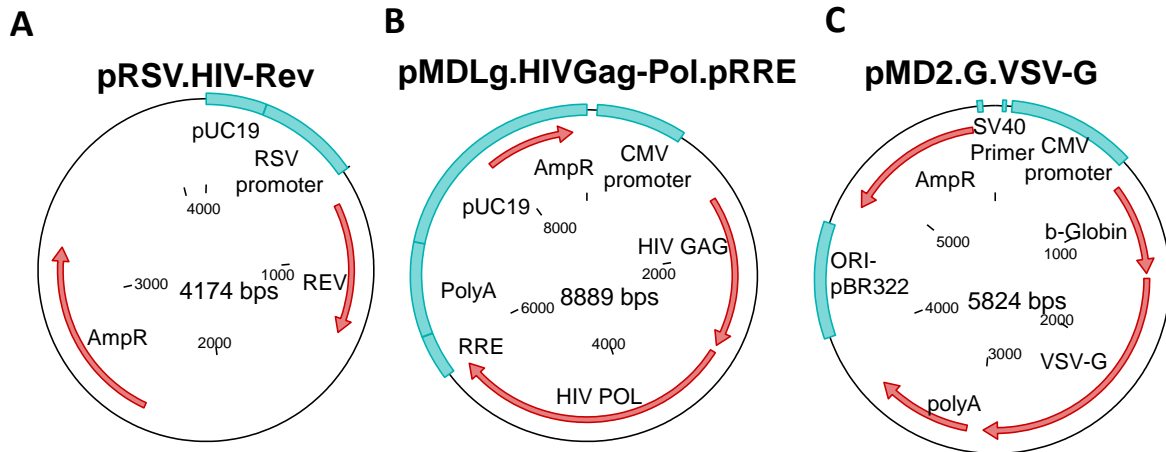 A
pRSV.HIV-Rev
pUC19
RSV
promoter
4000
3000
1000
4174 bps
REV
AmpR
2000
B
pMDLg.HIVGag-Pol.pRRE
AmpR
CMV
promoter
pUC19
8000
HIV GAG
2000
PolyA
6000
8889 bps
RRE
4000
HIV POL
C
pMD2.G.VSV-G
SV40
Primer
CMV
promoter
AmpR
5000
b-Globin
1000
ORI-
pBR322
4000
5824 bps
2000
3000
VSV-G
polyA